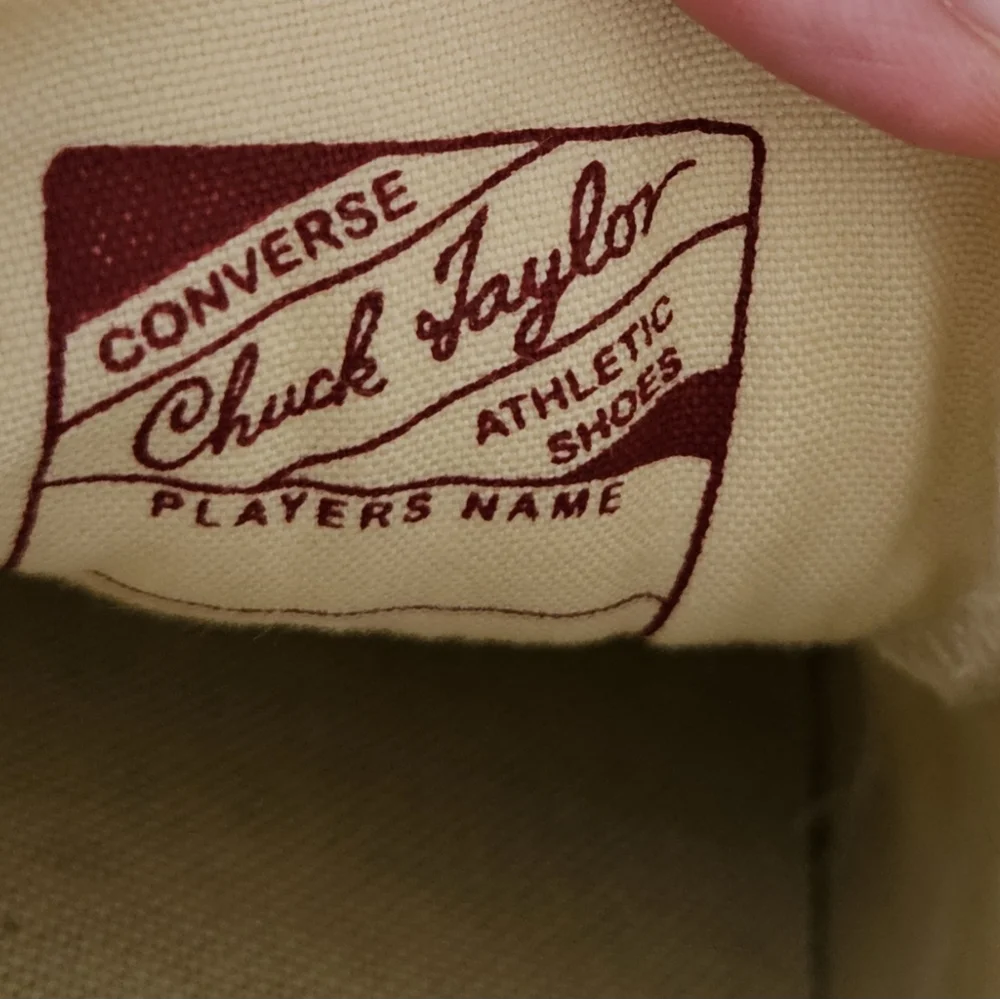 CONVERSE
Chuck Taylor
ATHLETIC
SHOES
PLAYERS NAME